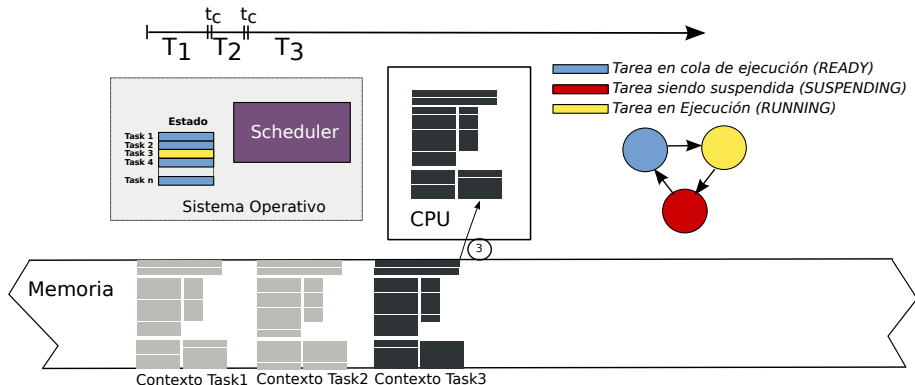 tc tc
T1 T2 T3
Tarea en cola de ejecución (READY)
Tarea siendo suspendida (SUSPENDING)
Tarea en Ejecución (RUNNING)
Estado
Task 1
Task 2
Task 3
Task 4
Task n
Scheduler
Sistema Operativo
CPU
3
Memoria
Contexto Task1
Contexto Task2
Contexto Task3